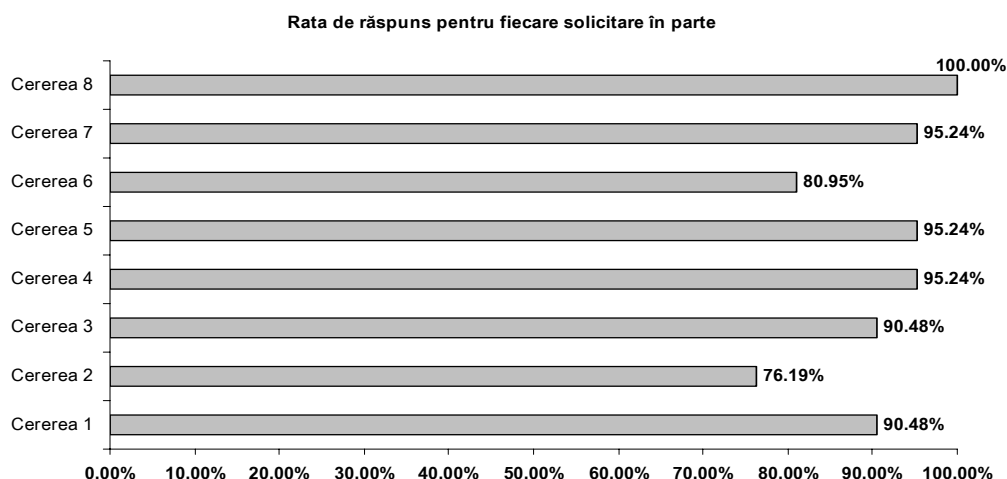 Rata de răspuns pentru fiecare solicitare în parte
100.00%
Cererea 8
Cererea 7 95.24%
Cererea 6 80.95%
Cererea 5 95.24%
Cererea 4 95.24%
Cererea 3 90.48%
Cererea 2 76.19%
Cererea 1 90.48%
0.00% 10.00% 20.00% 30.00% 40.00% 50.00% 60.00% 70.00% 80.00% 90.00% 100.00%